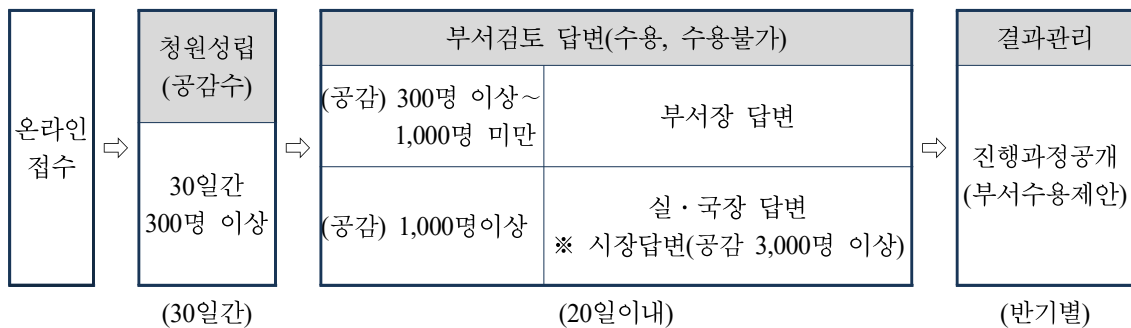 온라인
접수
⇨
청원성립
(공감수)
30일간
300명 이상
(30일간)
⇨
부서검토 답변(수용, 수용불가)
(공감) 300명 이상~
1,000명 미만
부서장 답변
(공감) 1,000명이상
실・국장 답변
※ 시장답변(공감 3,000명 이상)
(20일이내)
⇨
결과관리
진행과정공개
(부서수용제안)
(반기별)